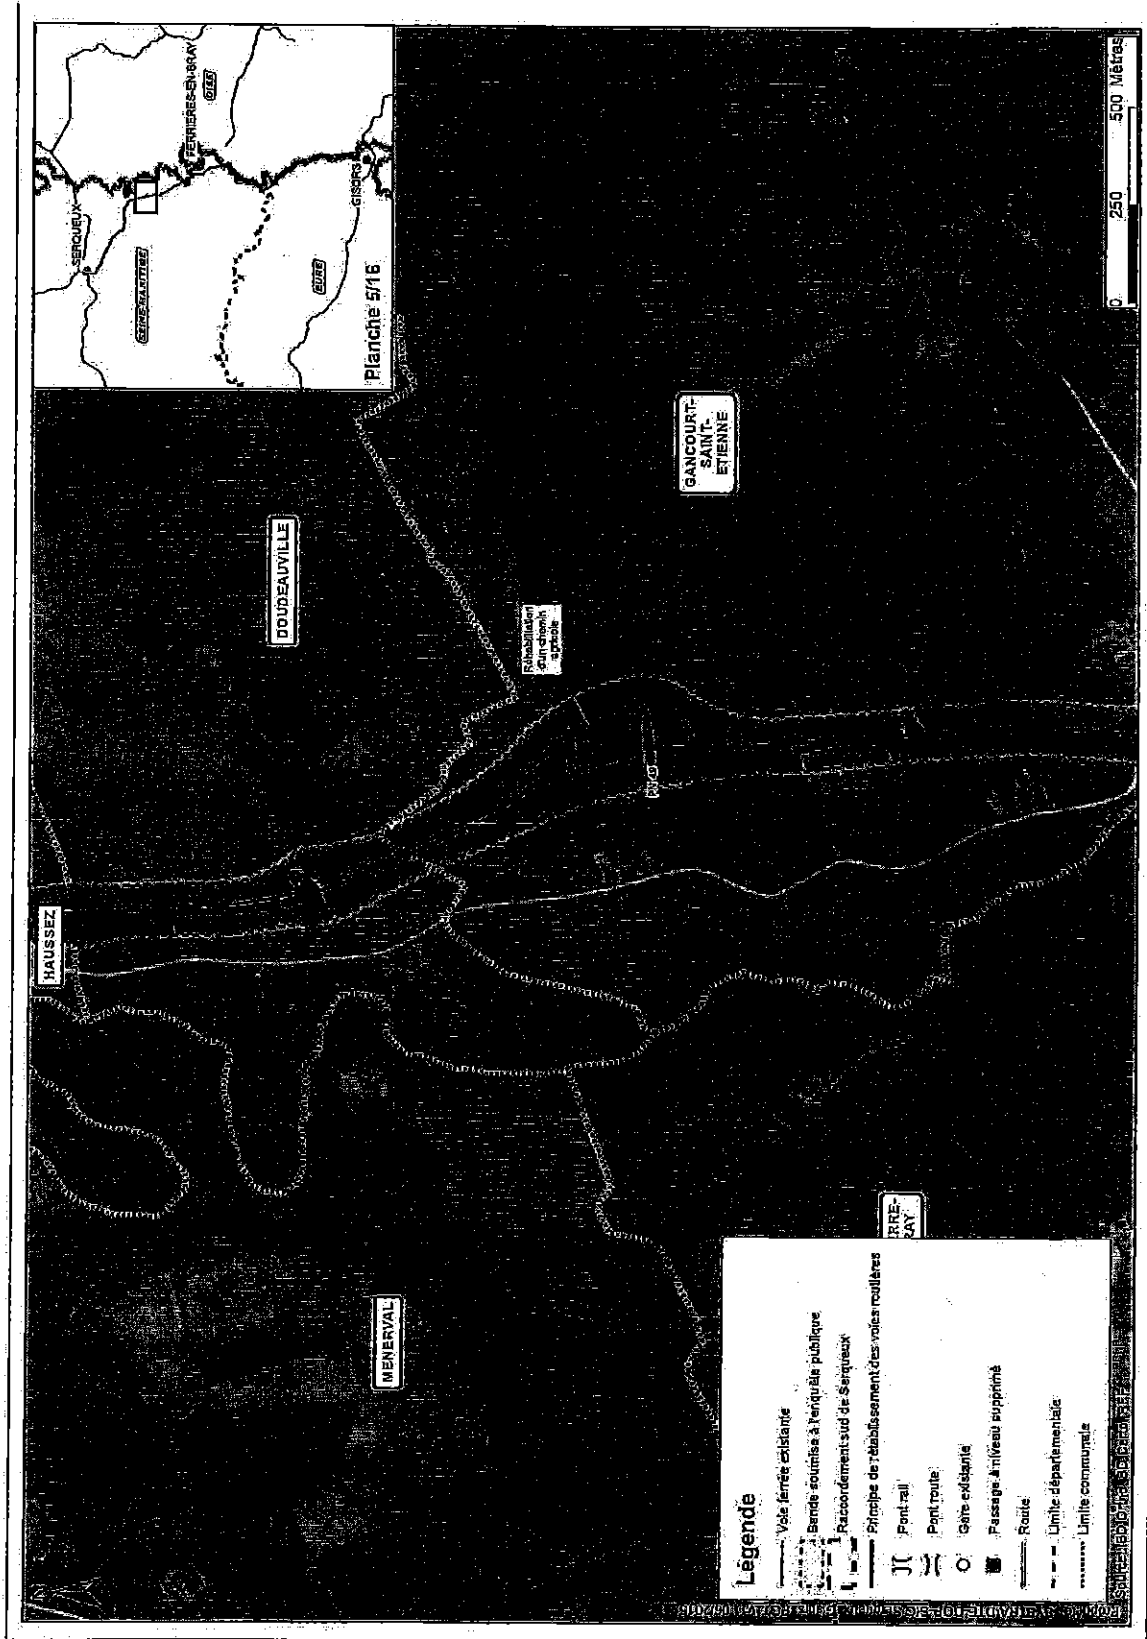 SERQUEUX
FERRIERES-EN-BRAY
OISE
SEINE-MARITIME
EURE
GISORS
Planche 5/16
HAUSSEZ
DOUDEAUVILLE
Réhabilitation
d'un chemin
agricole
GANCOURT-
SAINT-
ETIENNE
MENERVAL
RRE-
RAY
Légende
Voie ferrée existante
Bande soumise à l'enquête publique
Raccordement sud de Serqueux
Principe de rétablissement des voies routières
Pont rail
Pont route
Gare existante
Passage à niveau supprimé
Route
Limite départementale
Limite communale
0 250 500 Mètres